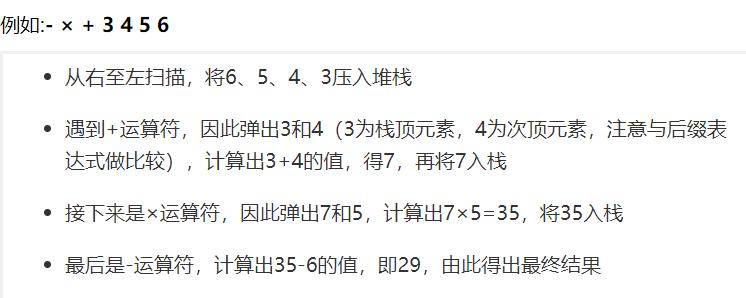 例如:- × + 3 4 5 6
从右至左扫描，将6、5、4、3压入堆栈
遇到+运算符，因此弹出3和4（3为栈顶元素，4为次顶元素，注意与后缀表
达式做比较），计算出3+4的值，得7，再将7入栈
接下来是×运算符，因此弹出7和5，计算出7×5=35，将35入栈
最后是-运算符，计算出35-6的值，即29，由此得出最终结果